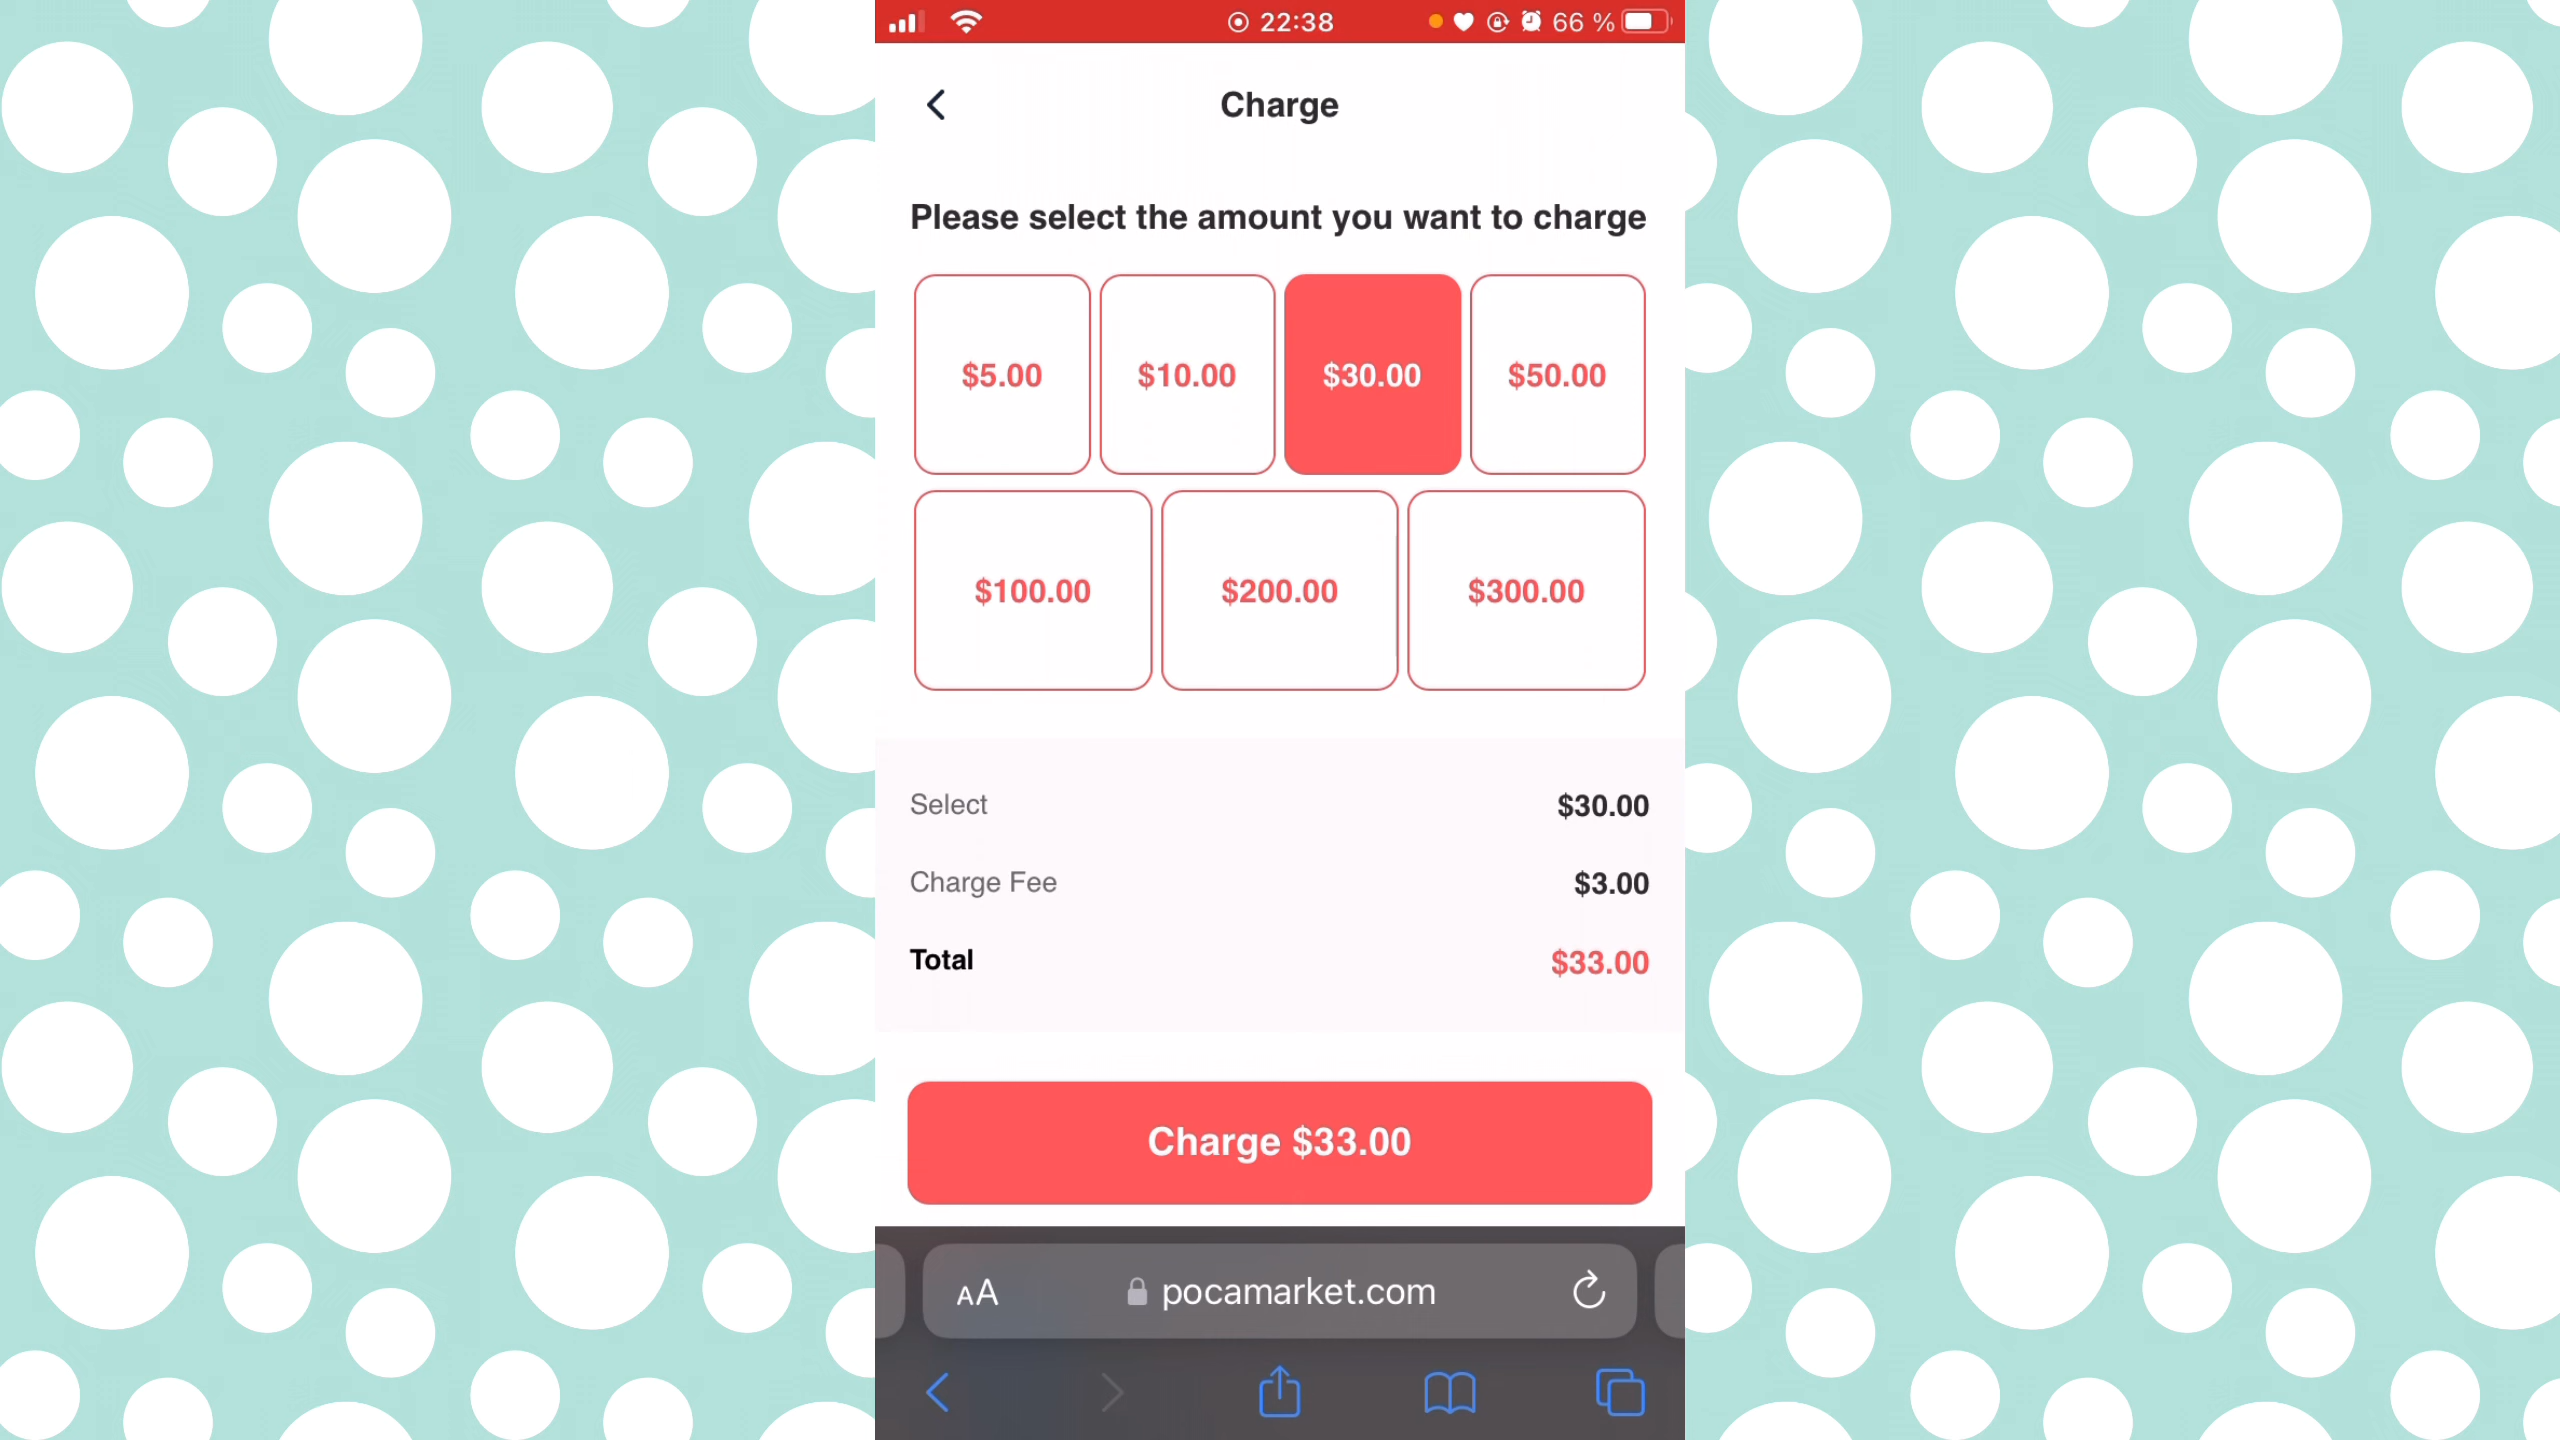 22:38 66 %
Charge
Please select the amount you want to charge
$5.00 $10.00 $30.00 $50.00
$100.00 $200.00 $300.00
Select $30.00
Charge Fee $3.00
Total $33.00
Charge $33.00
AA pocamarket.com